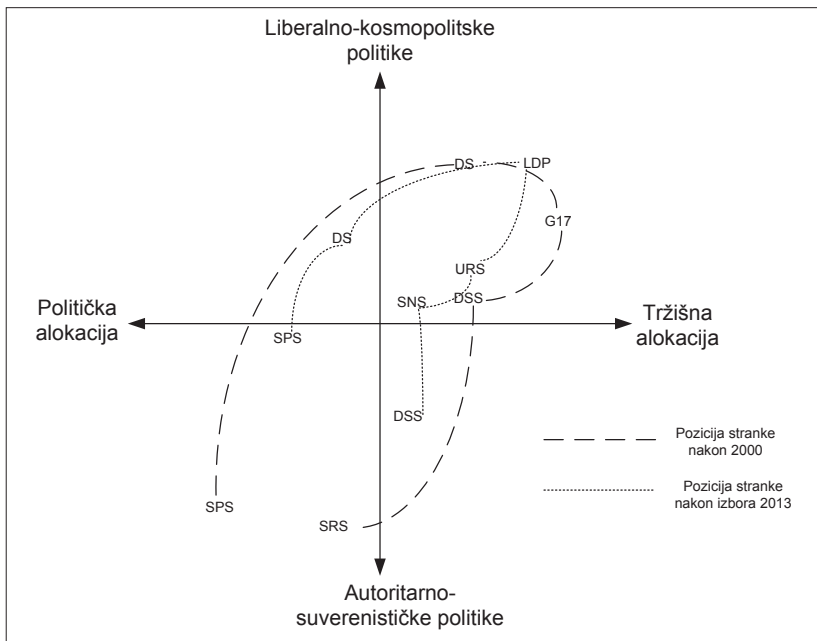 Liberalno-kosmopolitske
politike
DS
LDP
G17
DS
URS
SNS
DSS
Politička
alokacija
Tržišna
alokacija
SPS
DSS
Pozicija stranke
nakon 2000
Pozicija stranke
nakon izbora 2013
SPS
SRS
Autoritarno-
suverenističke politike